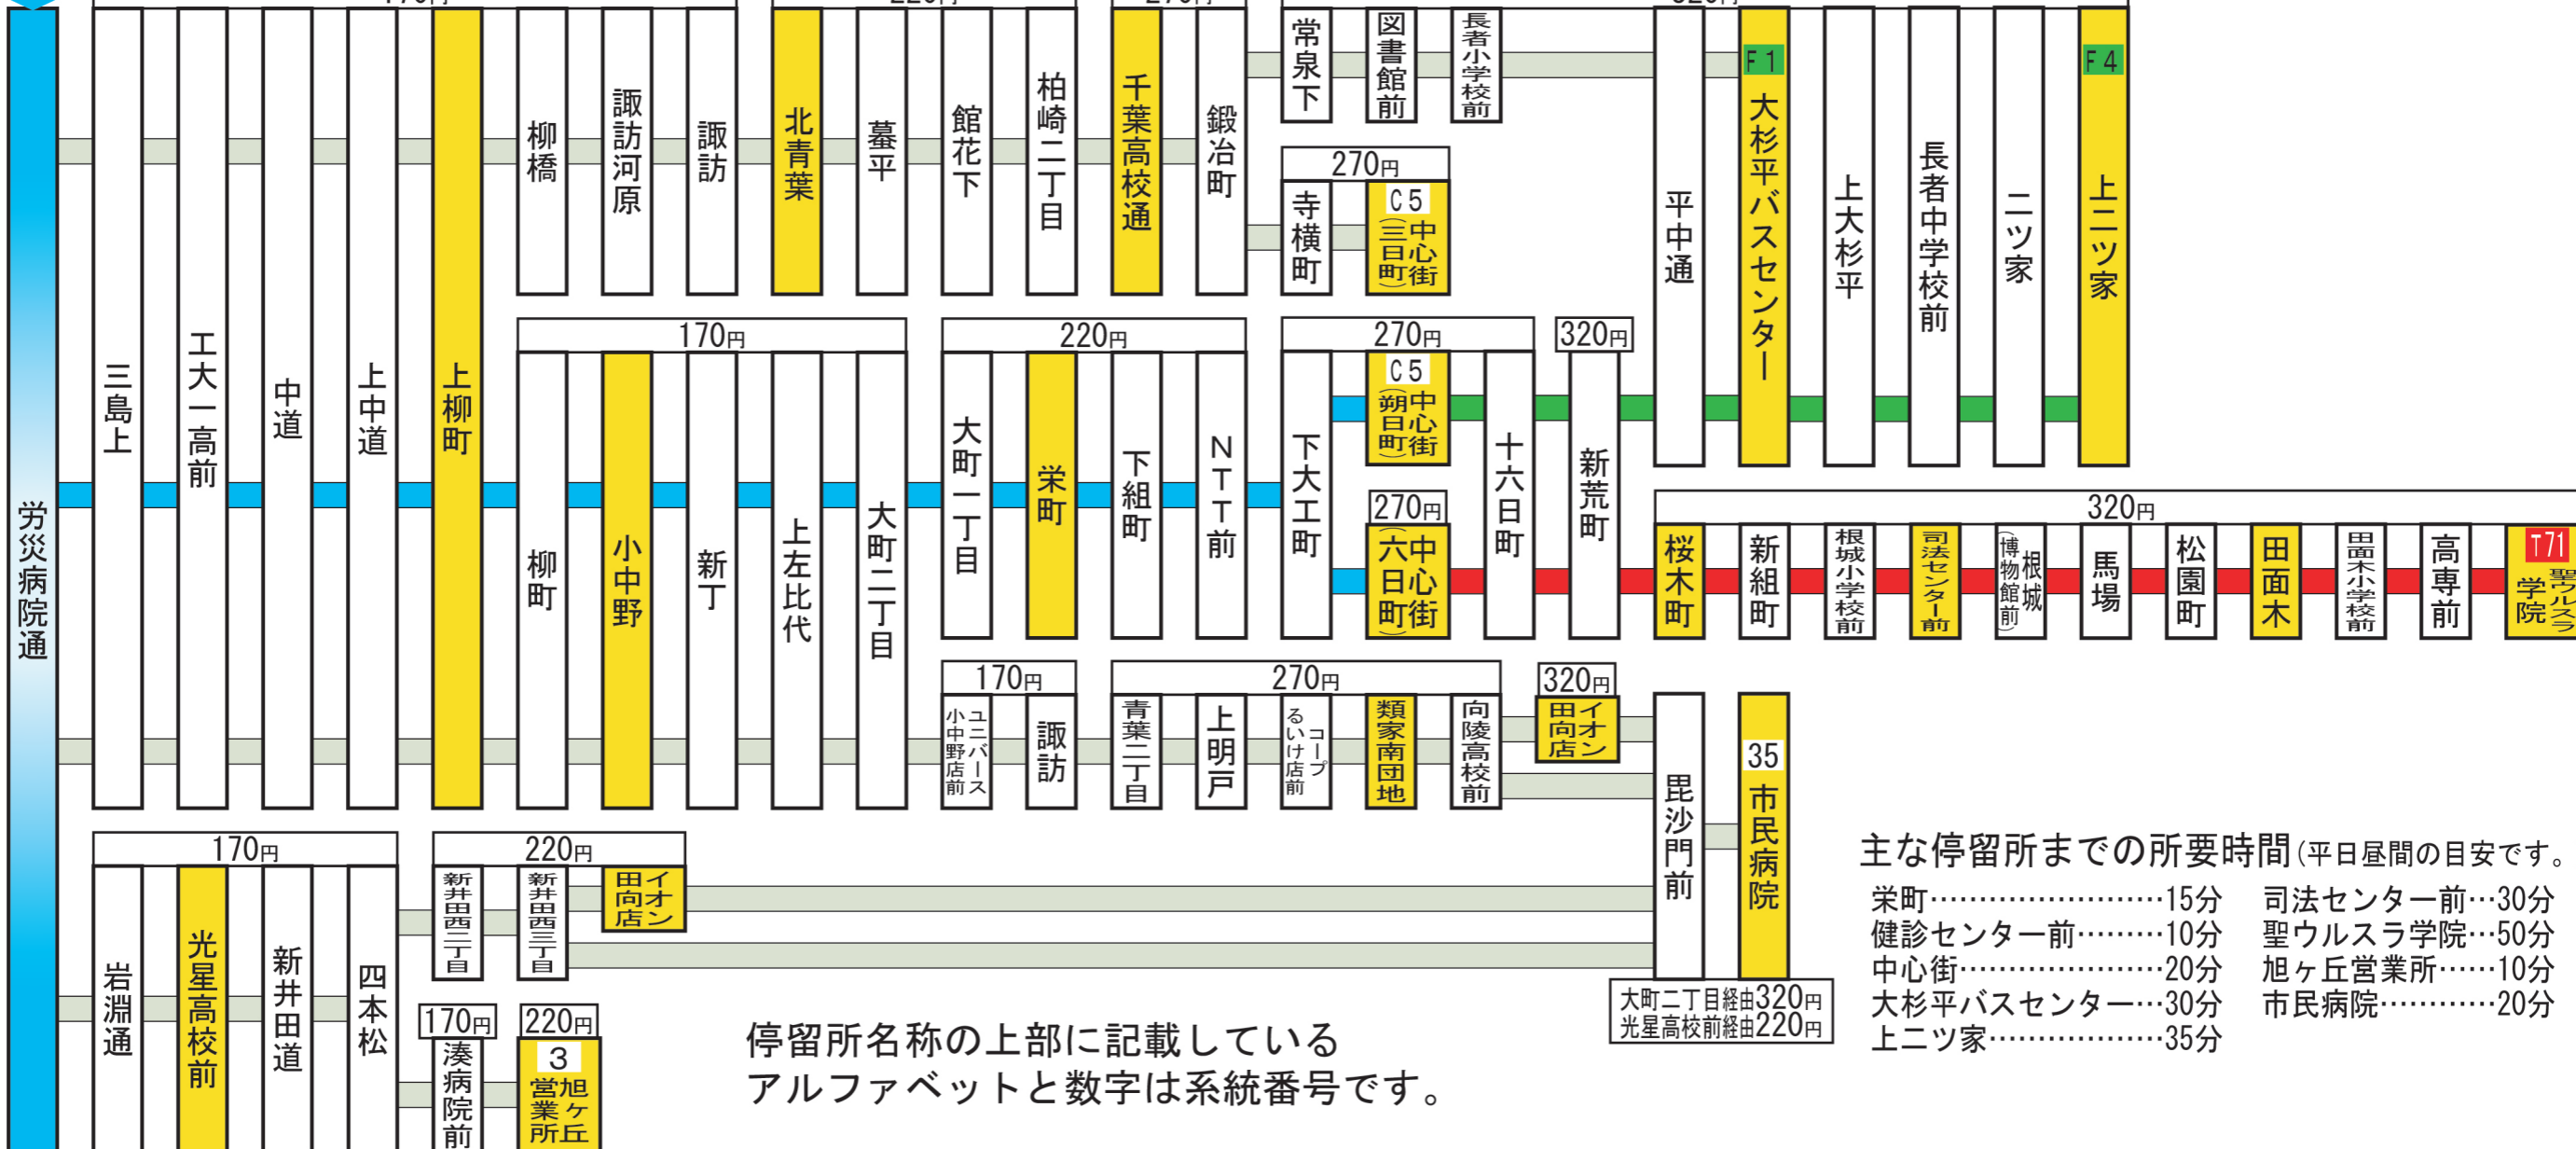 労災病院通
三島上
工大一高前
中道
上中道
上柳町
柳橋
諏訪河原
諏訪
北青葉
蟇平
館花下
柏崎二丁目
千葉高校通
鍛冶町
常泉下
図書館前
長者小学校前
270円
寺横町
C5
中心街
(三日町)
平中通
F1
大杉平バスセンター
上大杉平
長者中学校前
二ツ家
F4
上二ツ家
170円
柳町
小中野
新丁
上左比代
大町二丁目
220円
大町一丁目
栄町
下組町
NTT前
270円
下大工町
C5
中心街
(朔日町)
270円
中心街
(六日町)
十六日町
320円
新荒町
320円
桜木町
新組町
根城小学校前
司法センター前
根城
(博物館前)
馬場
松園町
田面木
田面木小学校前
高専前
T71
聖ウルスラ
学院
170円
ユニバース
小中野店前
諏訪
270円
青葉二丁目
上明戸
コープ
るいけ店前
類家南団地
向陵高校前
320円
イオン
田向店
毘沙門前
35
市民病院
大町二丁目経由320円
光星高校前経由220円
170円
岩淵通
光星高校前
新井田道
四本松
220円
新井田西二丁目
新井田西三丁目
イオン
田向店
170円
湊病院前
220円
3
旭ヶ丘
営業所
停留所名称の上部に記載している
アルファベットと数字は系統番号です。
主な停留所までの所要時間(平日昼間の目安です。
栄町……………………15分
健診センター前………10分
中心街…………………20分
大杉平バスセンター…30分
上二ツ家………………35分
司法センター前…30分
聖ウルスラ学院…50分
旭ヶ丘営業所……10分
市民病院…………20分